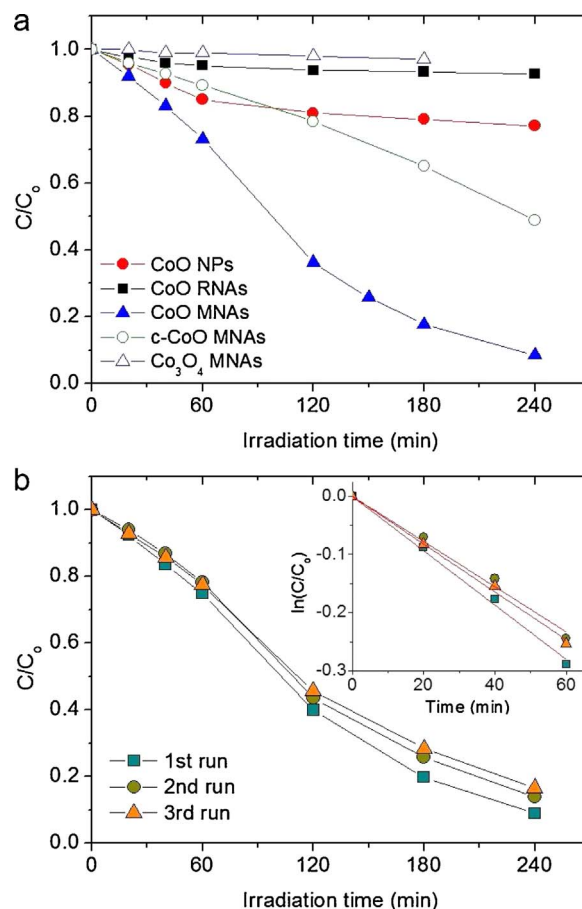 a
1.0
0.8
0.6
0.4
0.2
0.0
C/C₀
CoO NPs
CoO RNAs
CoO MNAs
c-CoO MNAs
Co₃O₄ MNAs
0 60 120 180 240
Irradiation time (min)
b
1.0
0.8
0.6
0.4
0.2
0.0
C/C₀
1st run
2nd run
3rd run
0.0
-0.1
-0.2
-0.3
ln(C/C₀)
0 20 40 60
Time (min)
0 60 120 180 240
Irradiation time (min)